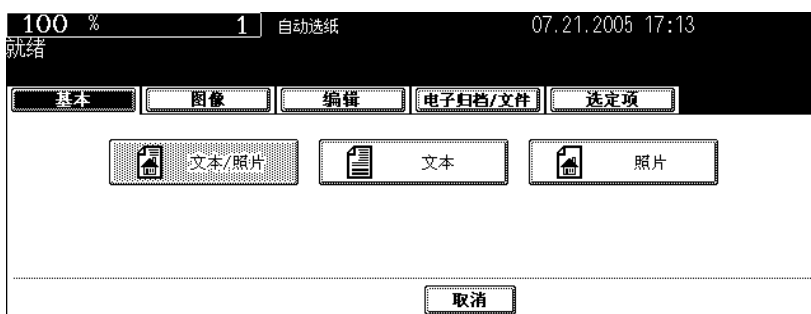 100 % 1 自动选纸 07.21.2005 17:13
就绪
基本 图像 编辑 电子归档/文件 选定项
文本/照片 文本 照片
取消